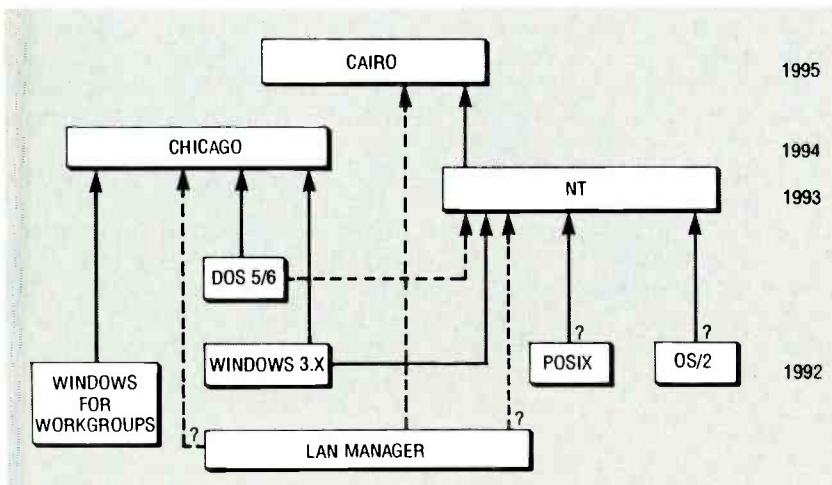 CAIRO
1995
CHICAGO
1994
NT
1993
DOS 5/6
WINDOWS 3.X
?
POSIX
?
OS/2
1992
WINDOWS
FOR
WORKGROUPS
?
LAN MANAGER
?